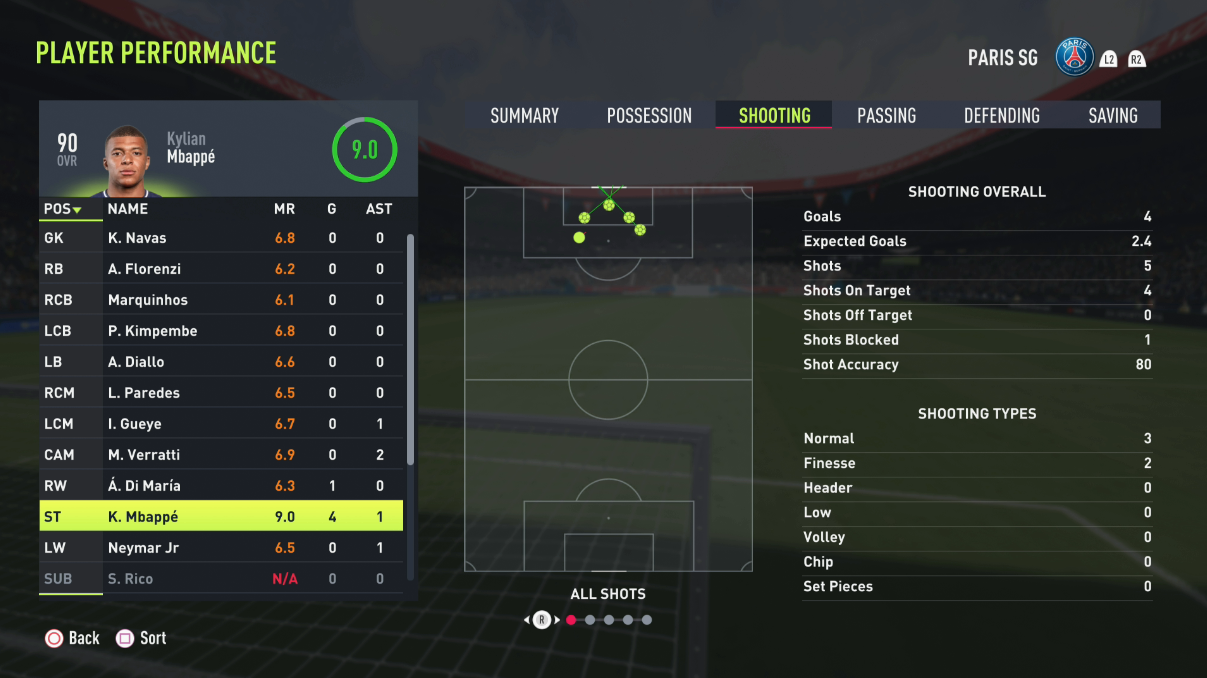 PLAYER PERFORMANCE
PARIS SG
PARIS
L2 R2
SUMMARY POSSESSION SHOOTING PASSING DEFENDING SAVING
90
OVR
Kylian
Mbappé
9.0
POS NAME MR G AST
GK K. Navas 6.8 0 0
RB A. Florenzi 6.2 0 0
RCB Marquinhos 6.1 0 0
LCB P. Kimpembe 6.8 0 0
LB A. Diallo 6.6 0 0
RCM L. Paredes 6.5 0 0
LCM I. Gueye 6.7 0 1
CAM M. Verratti 6.9 0 2
RW Á. Di María 6.3 1 0
ST K. Mbappé 9.0 4 1
LW Neymar Jr 6.5 0 1
SUB S. Rico N/A 0 0
ALL SHOTS
R
SHOOTING OVERALL
Goals 4
Expected Goals 2.4
Shots 5
Shots On Target 4
Shots Off Target 0
Shots Blocked 1
Shot Accuracy 80
SHOOTING TYPES
Normal 3
Finesse 2
Header 0
Low 0
Volley 0
Chip 0
Set Pieces 0
Back Sort